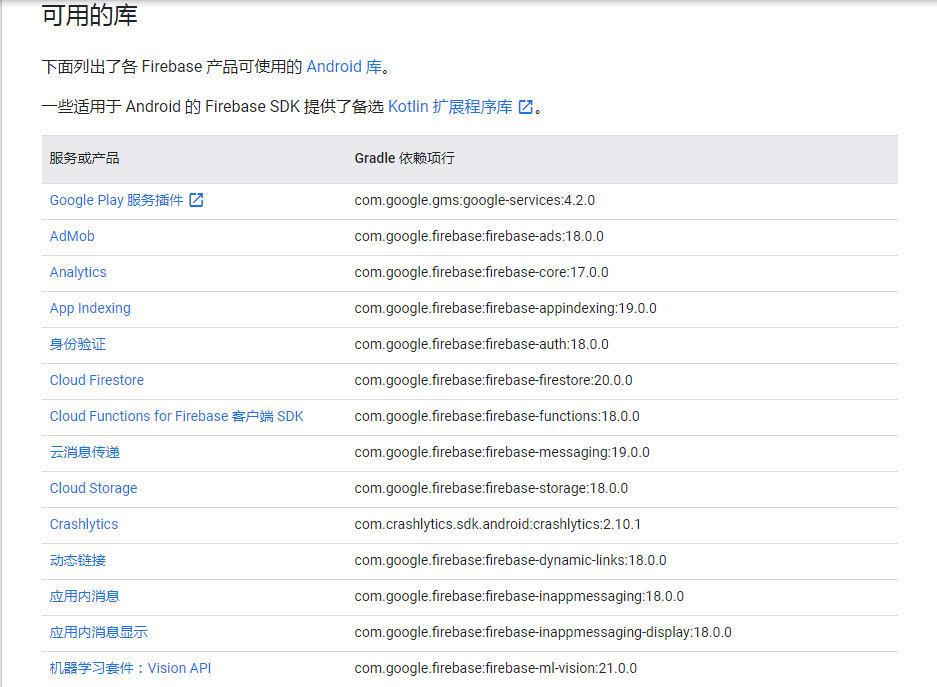 可用的库
下面列出了各 Firebase 产品可使用的 Android 库。
一些适用于 Android 的 Firebase SDK 提供了备选 Kotlin 扩展程序库 。
服务或产品 Gradle 依赖项行
Google Play 服务插件 com.google.gms:google-services:4.2.0
AdMob com.google.firebase:firebase-ads:18.0.0
Analytics com.google.firebase:firebase-core:17.0.0
App Indexing com.google.firebase:firebase-appindexing:19.0.0
身份验证 com.google.firebase:firebase-auth:18.0.0
Cloud Firestore com.google.firebase:firebase-firestore:20.0.0
Cloud Functions for Firebase 客户端 SDK com.google.firebase:firebase-functions:18.0.0
云消息传递 com.google.firebase:firebase-messaging:19.0.0
Cloud Storage com.google.firebase:firebase-storage:18.0.0
Crashlytics com.crashlytics.sdk.android:crashlytics:2.10.1
动态链接 com.google.firebase:firebase-dynamic-links:18.0.0
应用内消息 com.google.firebase:firebase-inappmessaging:18.0.0
应用内消息显示 com.google.firebase:firebase-inappmessaging-display:18.0.0
机器学习套件：Vision API com.google.firebase:firebase-ml-vision:21.0.0